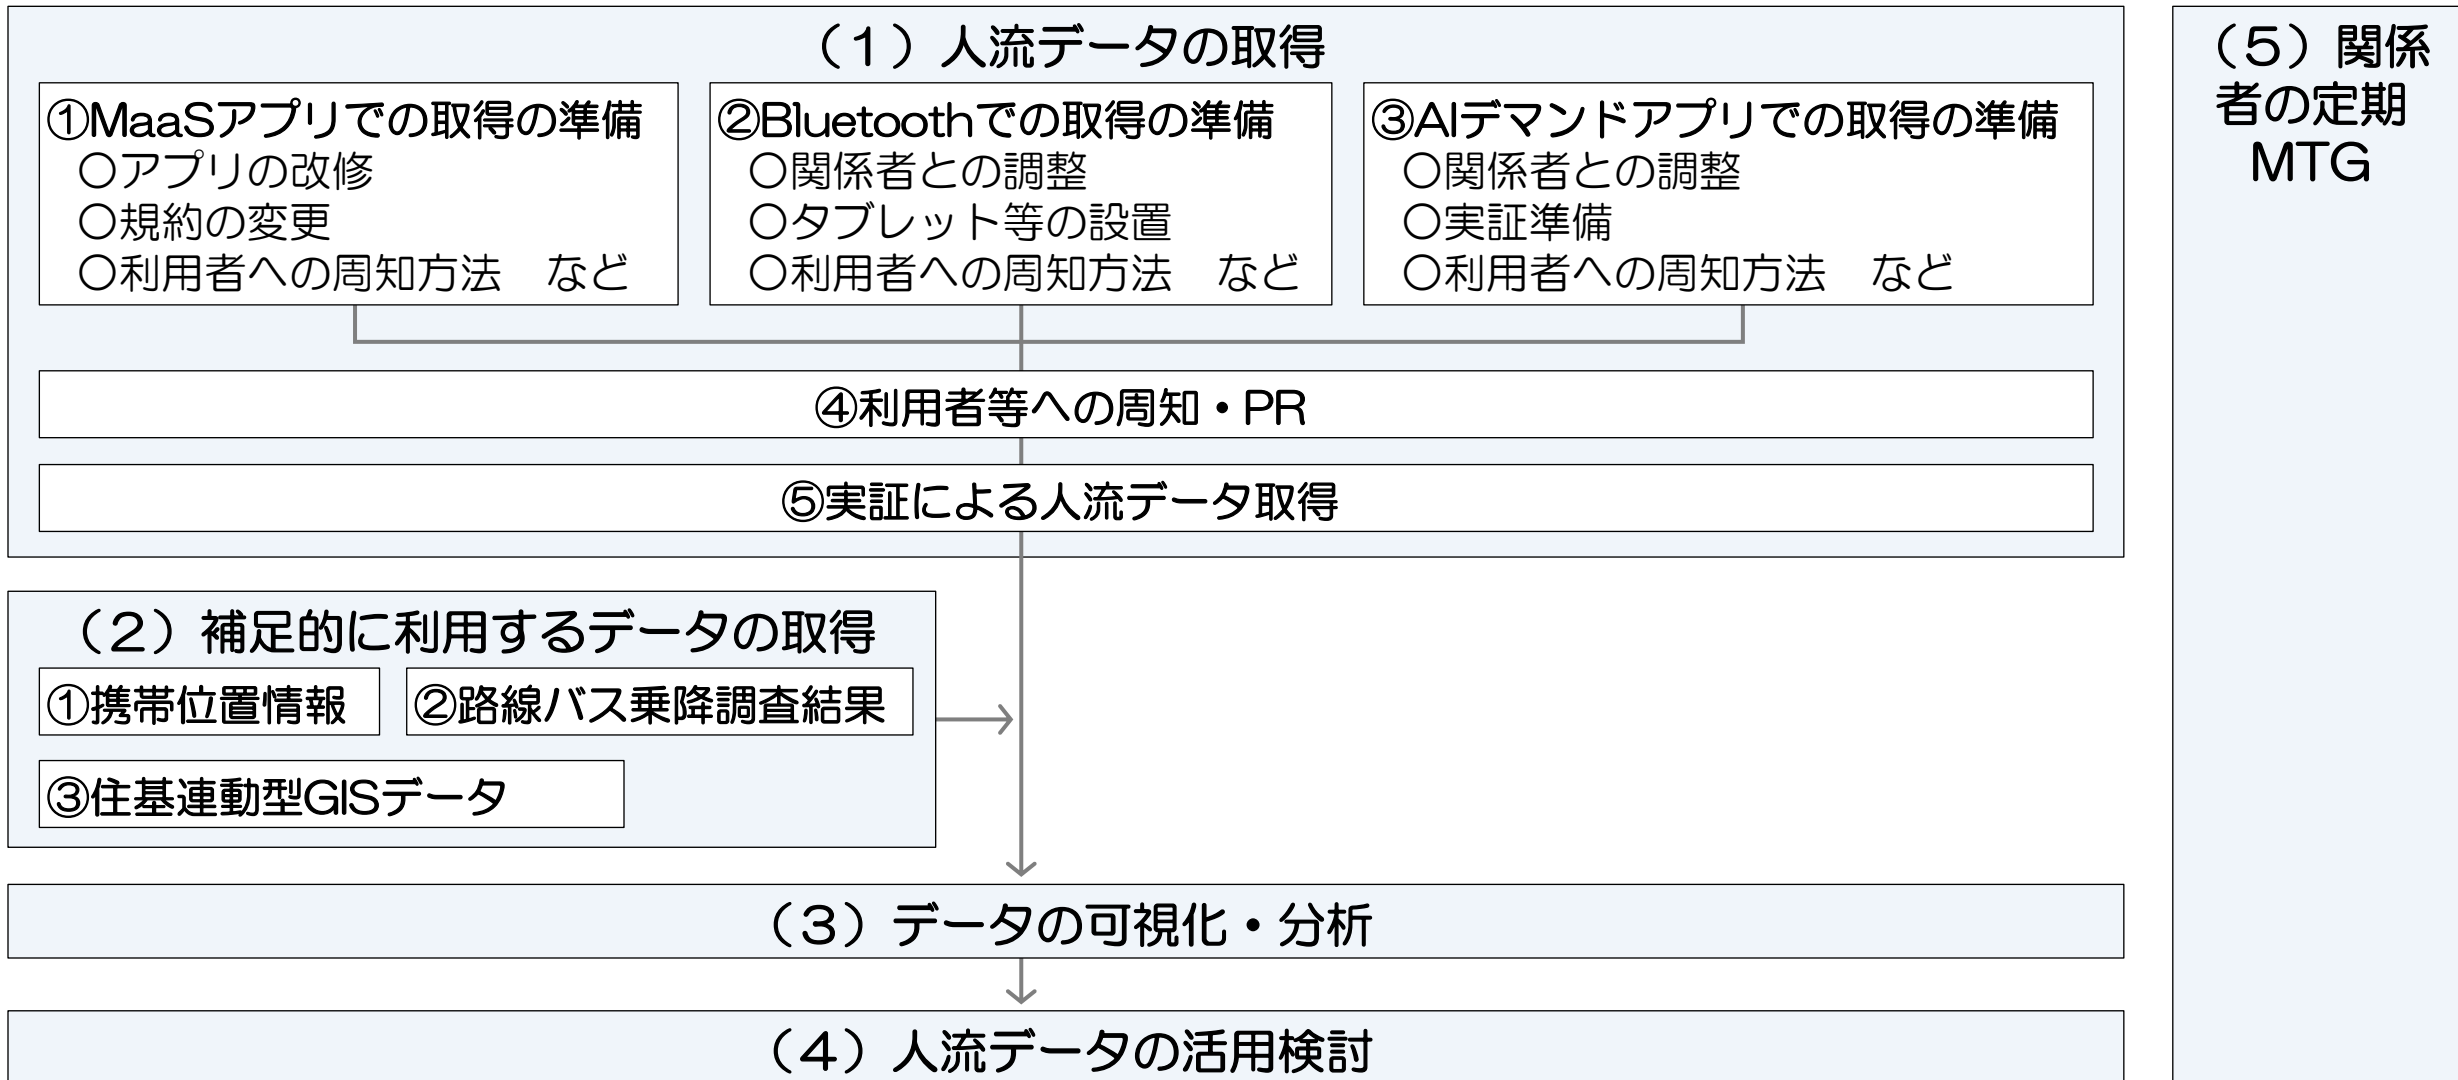 （１）人流データの取得
①MaaSアプリでの取得の準備
○アプリの改修
○規約の変更
○利用者への周知方法　など
②Bluetoothでの取得の準備
○関係者との調整
○タブレット等の設置
○利用者への周知方法　など
③AIデマンドアプリでの取得の準備
○関係者との調整
○実証準備
○利用者への周知方法　など
④利用者等への周知・PR
⑤実証による人流データ取得
（２）補足的に利用するデータの取得
①携帯位置情報
②路線バス乗降調査結果
③住基連動型GISデータ
（３）データの可視化・分析
（４）人流データの活用検討
（５）関係
者の定期
MTG